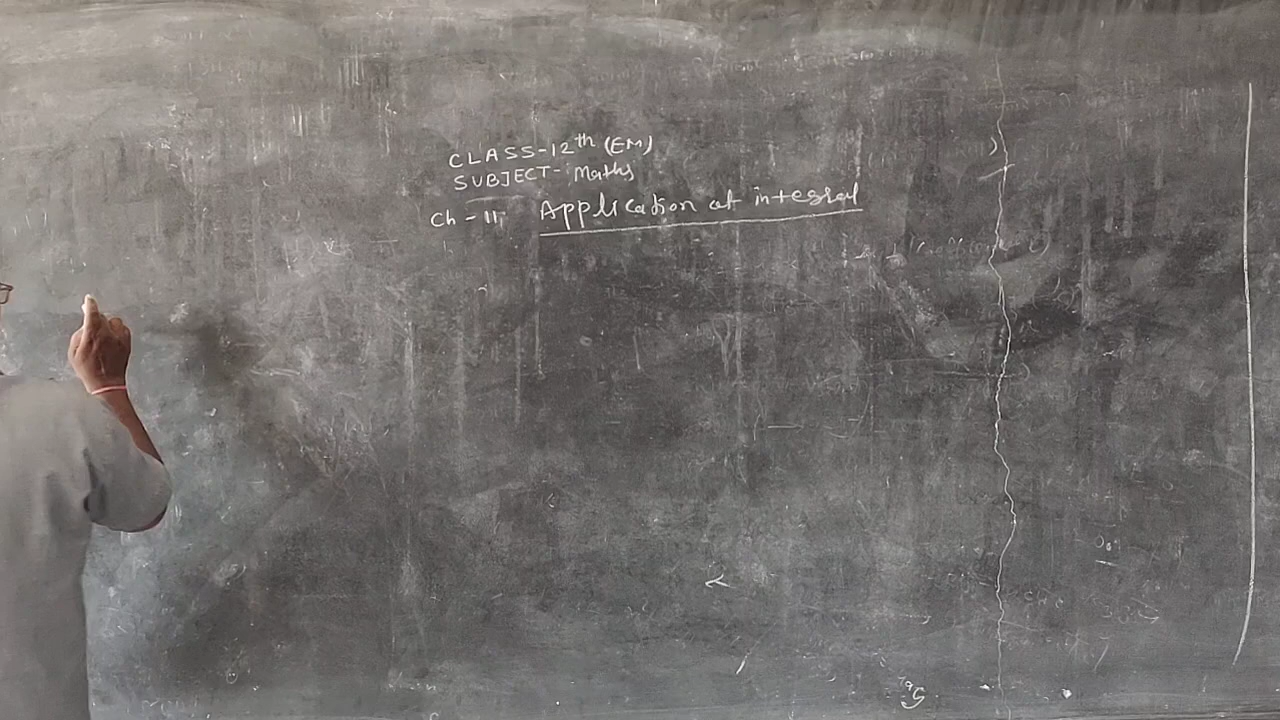 CLASS-12th (EM)
SUBJECT- Maths
Ch - 11, Application of integral